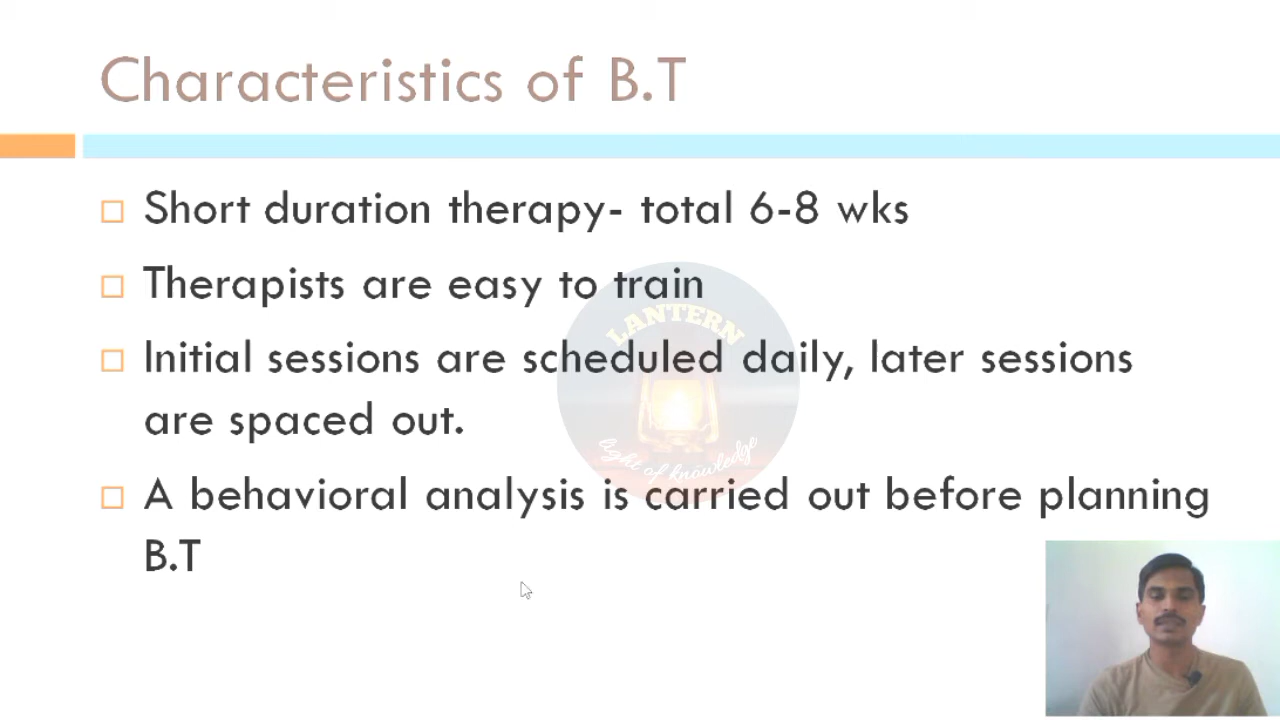 Characteristics of B.T
Short duration therapy- total 6-8 wks
Therapists are easy to train
Initial sessions are scheduled daily, later sessions
are spaced out.
A behavioral analysis is carried out before planning
B.T
LANTERN
light of knowledge